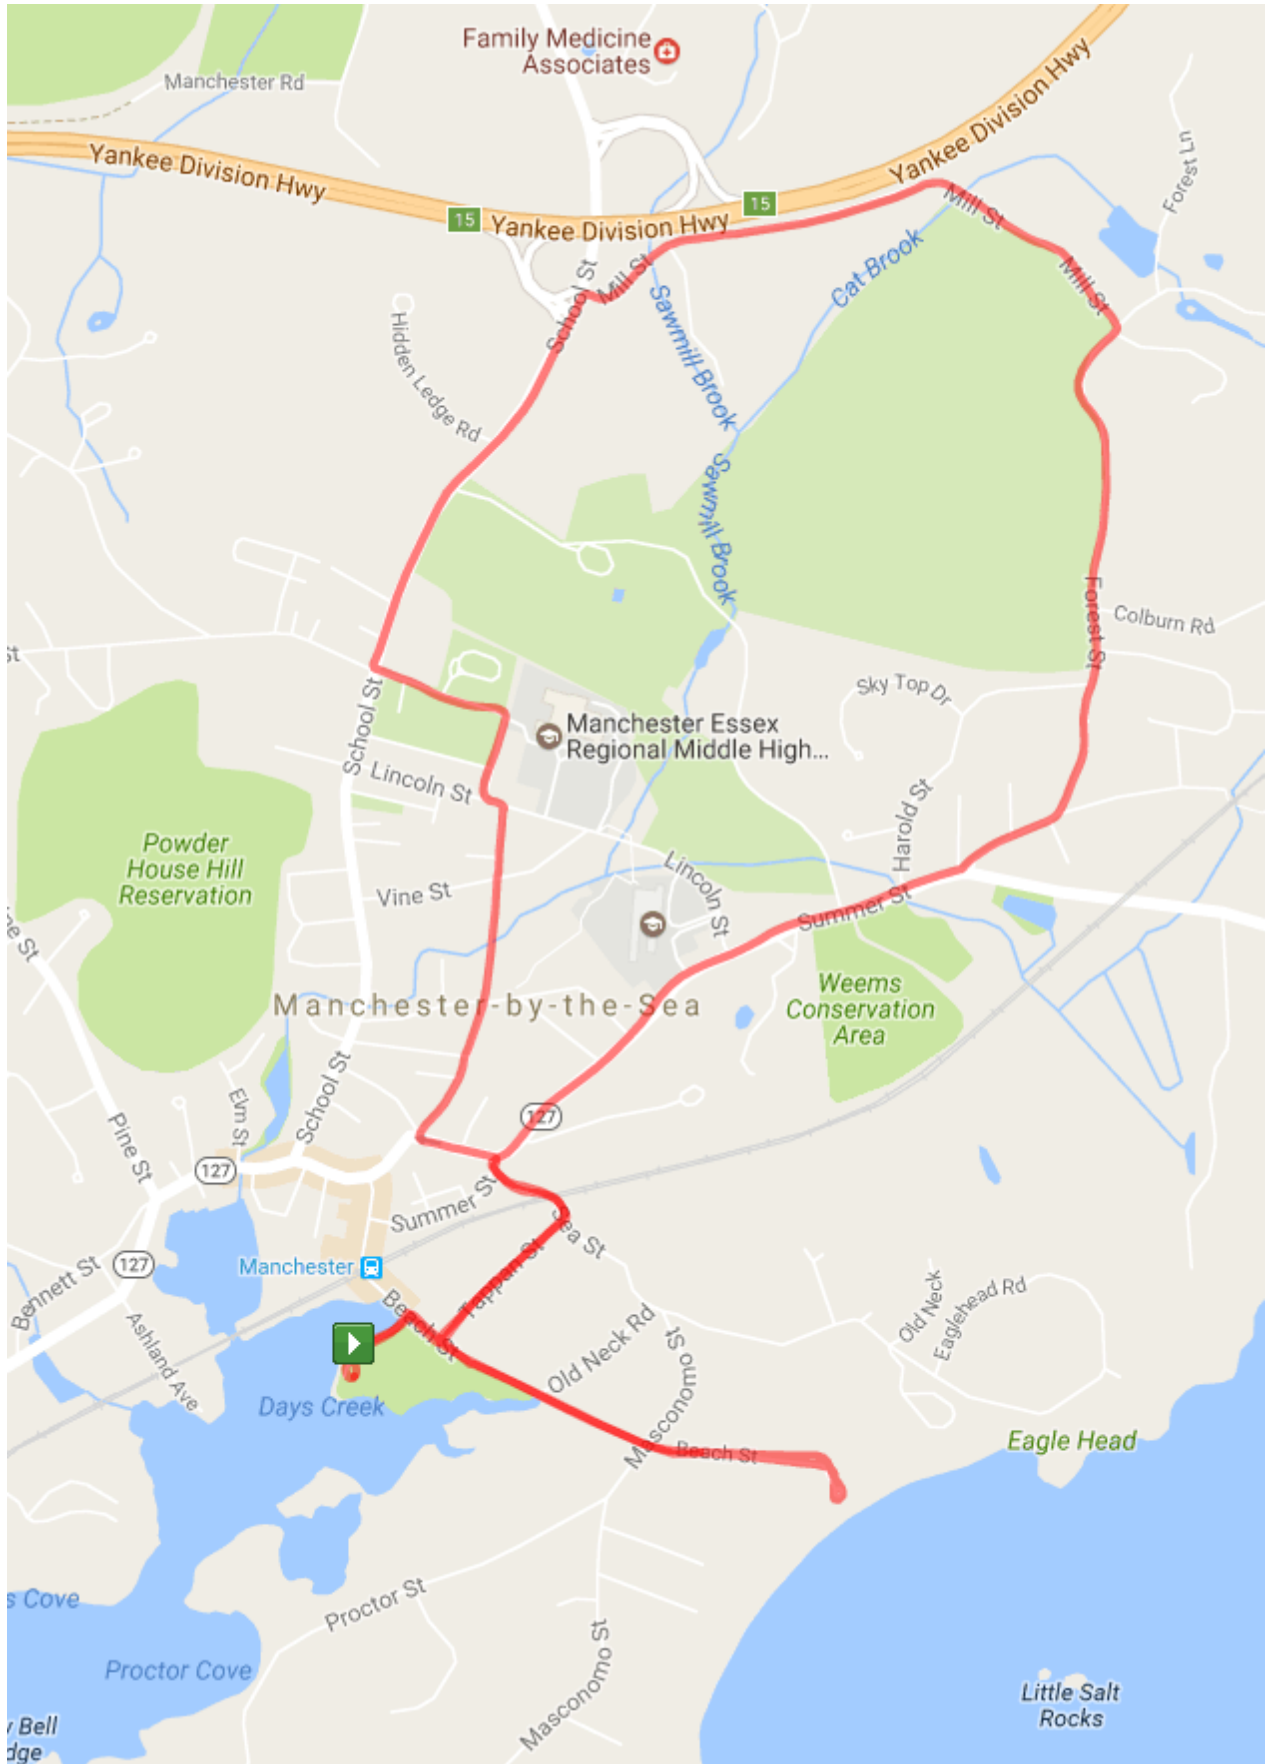 Family Medicine
Associates
Manchester Rd
Yankee Division Hwy
Yankee Division Hwy
Yankee Division Hwy
15
15
Forest Ln
Mill St
Mill St
Mill St
Cat Brook
School St
Sawmill Brook
Hidden Ledge Rd
Sawmill Brook
Forest St
Colburn Rd
St
Sky Top Dr
School St
Manchester Essex
Regional Middle High...
Lincoln St
Harold St
Powder
House Hill
Reservation
Vine St
Lincoln St
Summer St
Weems
Conservation
Area
Manchester-by-the-Sea
School St
Elm St
Pine St
127
127
Summer St
Sea St
Tappan St
Manchester
127
Bennett St
Ashland Ave
Beech St
Old Neck Rd
Masconomo St
Old Neck
Eaglehead Rd
Days Creek
Beach St
Eagle Head
s Cove
Proctor St
Proctor Cove
Masconomo St
Little Salt
Rocks
Bell
dge